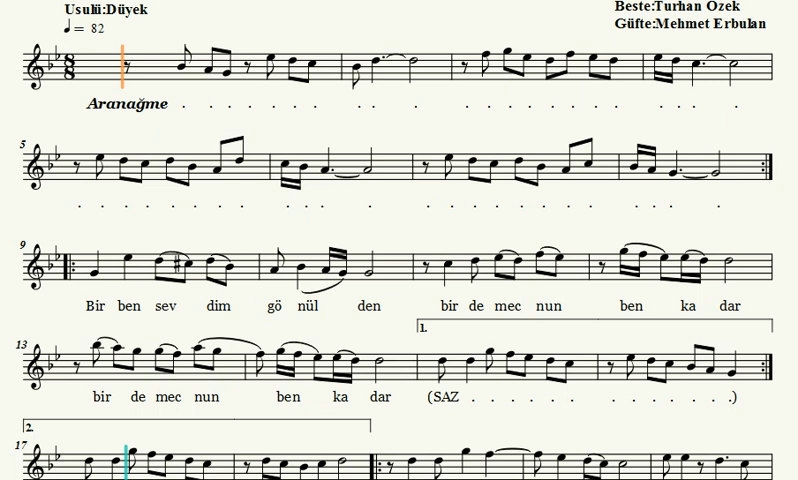 Usulü:Düyek
Beste:Turhan Özek
♩ = 82
Güfte:Mehmet Erbulan
8
8
Aranağme . . . . . . . . . . . . . . . . . . . .
5
. . . . . . . . . . . . . . . . . . . .
9
Bir ben sev dim gö nül den bir de mec nun ben ka dar
1.
13
bir de mec nun ben ka dar (SAZ . . . . . . . . . . .)
2.
17